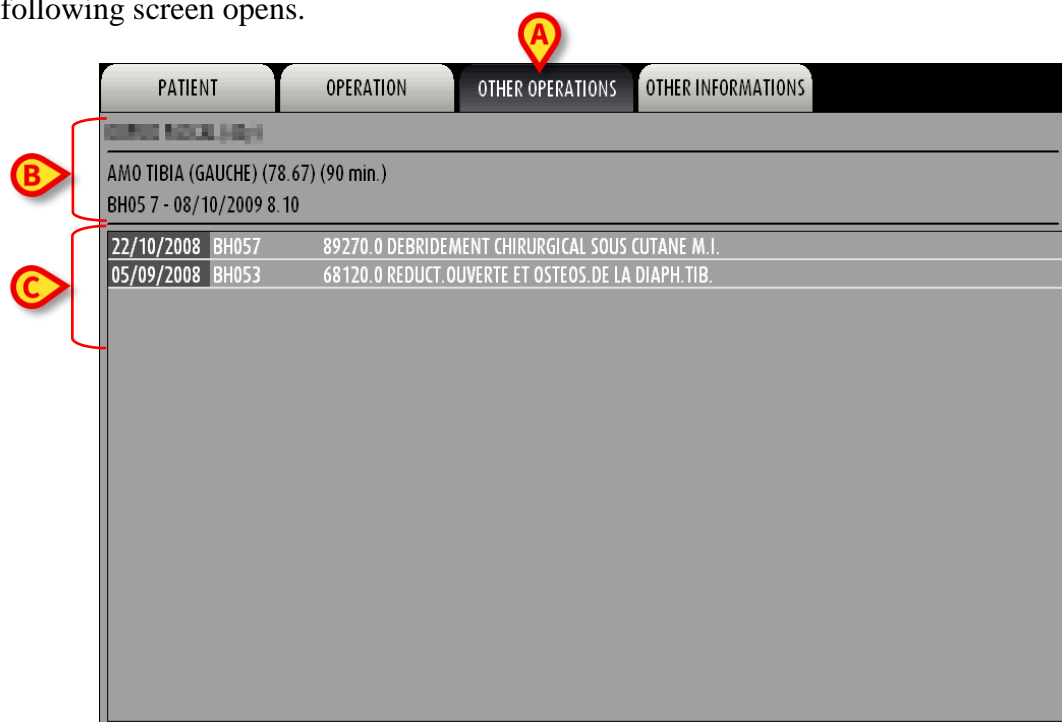 following screen opens.
A
PATIENT OPERATION OTHER OPERATIONS OTHER INFORMATIONS
B
AMO TIBIA (GAUCHE) (78.67) (90 min.)
BH05 7 - 08/10/2009 8.10
C
22/10/2008 BH057 89270.0 DEBRIDEMENT CHIRURGICAL SOUS CUTANE M.I.
05/09/2008 BH053 68120.0 REDUCT.OUVERTE ET OSTEOS.DE LA DIAPH.TIB.